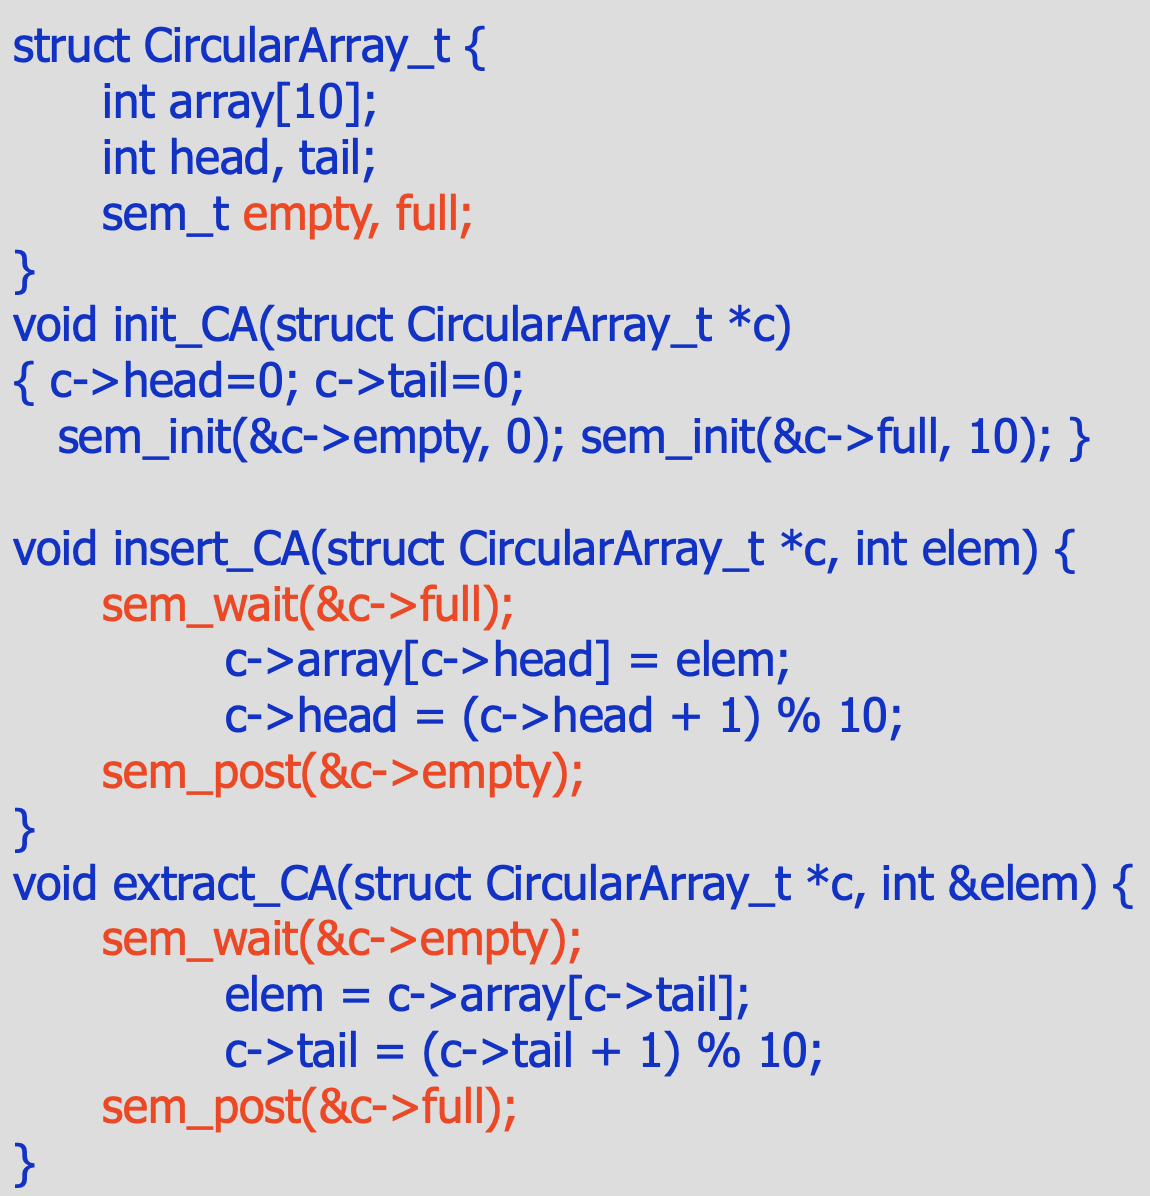 struct CircularArray_t {
int array[10];
int head, tail;
sem_t empty, full;
}
void init_CA(struct CircularArray_t *c)
{ c->head=0; c->tail=0;
sem_init(&c->empty, 0); sem_init(&c->full, 10); }
void insert_CA(struct CircularArray_t *c, int elem) {
sem_wait(&c->full);
c->array[c->head] = elem;
c->head = (c->head + 1) % 10;
sem_post(&c->empty);
}
void extract_CA(struct CircularArray_t *c, int &elem) {
sem_wait(&c->empty);
elem = c->array[c->tail];
c->tail = (c->tail + 1) % 10;
sem_post(&c->full);
}